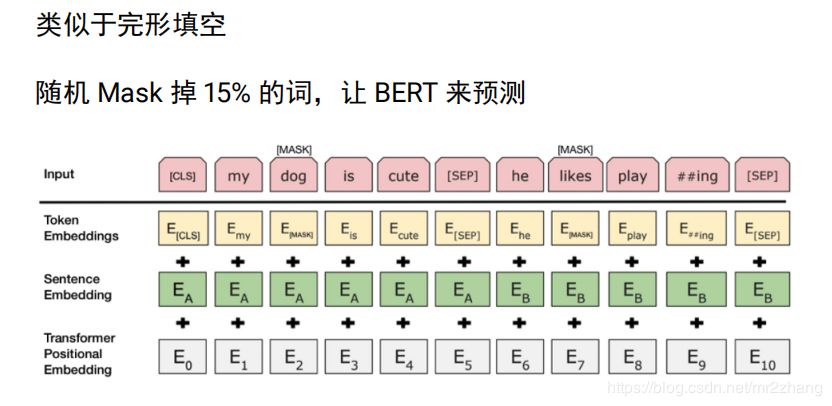 类似于完形填空
随机 Mask 掉 15% 的词，让 BERT 来预测
[MASK] [MASK]
Input [CLS] my dog is cute [SEP] he likes play ##ing [SEP]
Token
Embeddings E[CLS] Emy E[MASK] Eis Ecute E[SEP] Ehe E[MASK] Eplay E##ing E[SEP]
+ + + + + + + + + + +
Sentence
Embedding EA EA EA EA EA EA EB EB EB EB EB
+ + + + + + + + + + +
Transformer
Positional
Embedding E0 E1 E2 E3 E4 E5 E6 E7 E8 E9 E10
https://blog.csdn.net/mr2zhang